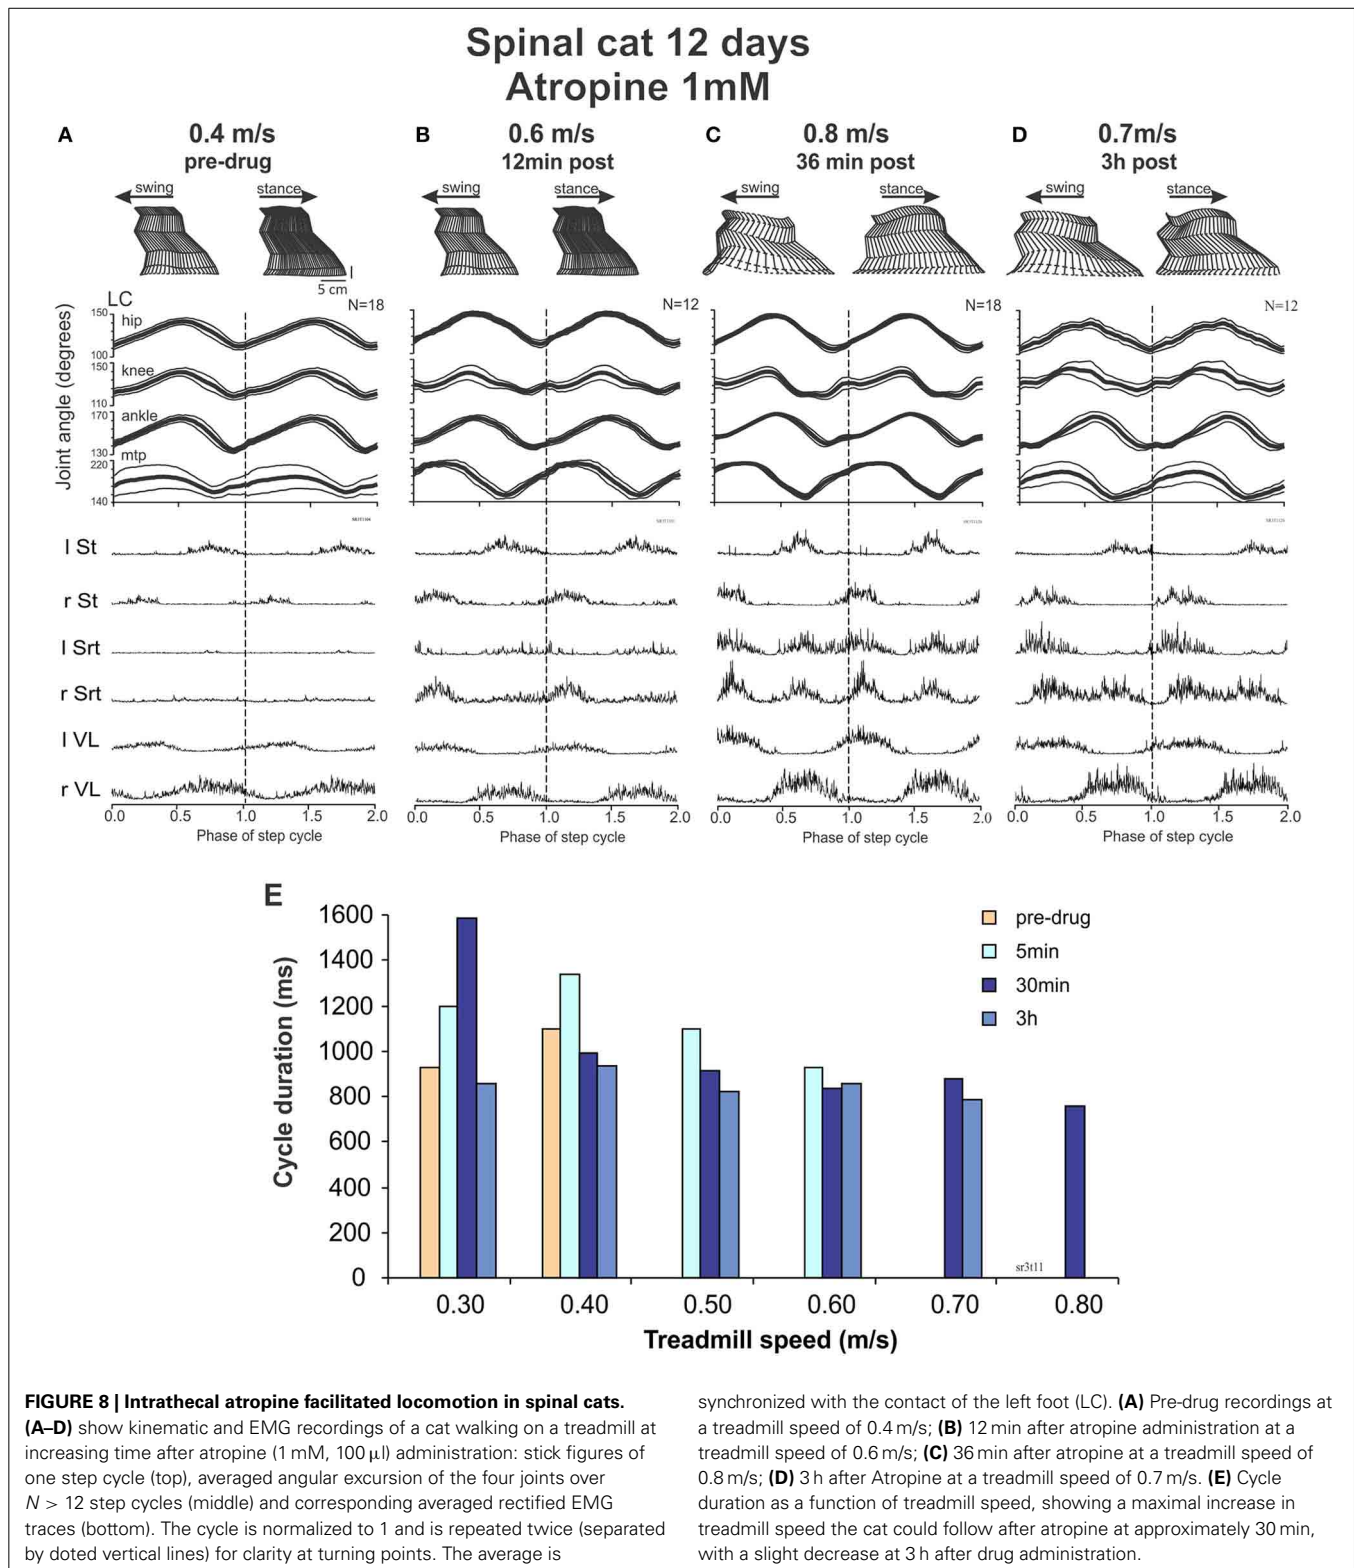 Spinal cat 12 days
Atropine 1mM
A 0.4 m/s
pre-drug
B 0.6 m/s
12min post
C 0.8 m/s
36 min post
D 0.7m/s
3h post
swing stance swing stance swing stance swing stance
5 cm
LC
N=18 N=12 N=18 N=12
Joint angle (degrees)
150
hip
100
150
knee
110
170
ankle
130
mtp
220
140
l St
r St
l Srt
r Srt
l VL
r VL
0.0 0.5 1.0 1.5 2.0 0.0 0.5 1.0 1.5 2.0 0.0 0.5 1.0 1.5 2.0 0.0 0.5 1.0 1.5 2.0
Phase of step cycle Phase of step cycle Phase of step cycle Phase of step cycle
E
Cycle duration (ms)
1600
1400
1200
1000
800
600
400
200
0
pre-drug
5min
30min
3h
sr3t11
0.30 0.40 0.50 0.60 0.70 0.80
Treadmill speed (m/s)
FIGURE 8 | Intrathecal atropine facilitated locomotion in spinal cats.
(A–D) show kinematic and EMG recordings of a cat walking on a treadmill at
increasing time after atropine (1 mM, 100 μl) administration: stick figures of
one step cycle (top), averaged angular excursion of the four joints over
N > 12 step cycles (middle) and corresponding averaged rectified EMG
traces (bottom). The cycle is normalized to 1 and is repeated twice (separated
by doted vertical lines) for clarity at turning points. The average is
synchronized with the contact of the left foot (LC). (A) Pre-drug recordings at
a treadmill speed of 0.4 m/s; (B) 12 min after atropine administration at a
treadmill speed of 0.6 m/s; (C) 36 min after atropine at a treadmill speed of
0.8 m/s; (D) 3 h after Atropine at a treadmill speed of 0.7 m/s. (E) Cycle
duration as a function of treadmill speed, showing a maximal increase in
treadmill speed the cat could follow after atropine at approximately 30 min,
with a slight decrease at 3 h after drug administration.